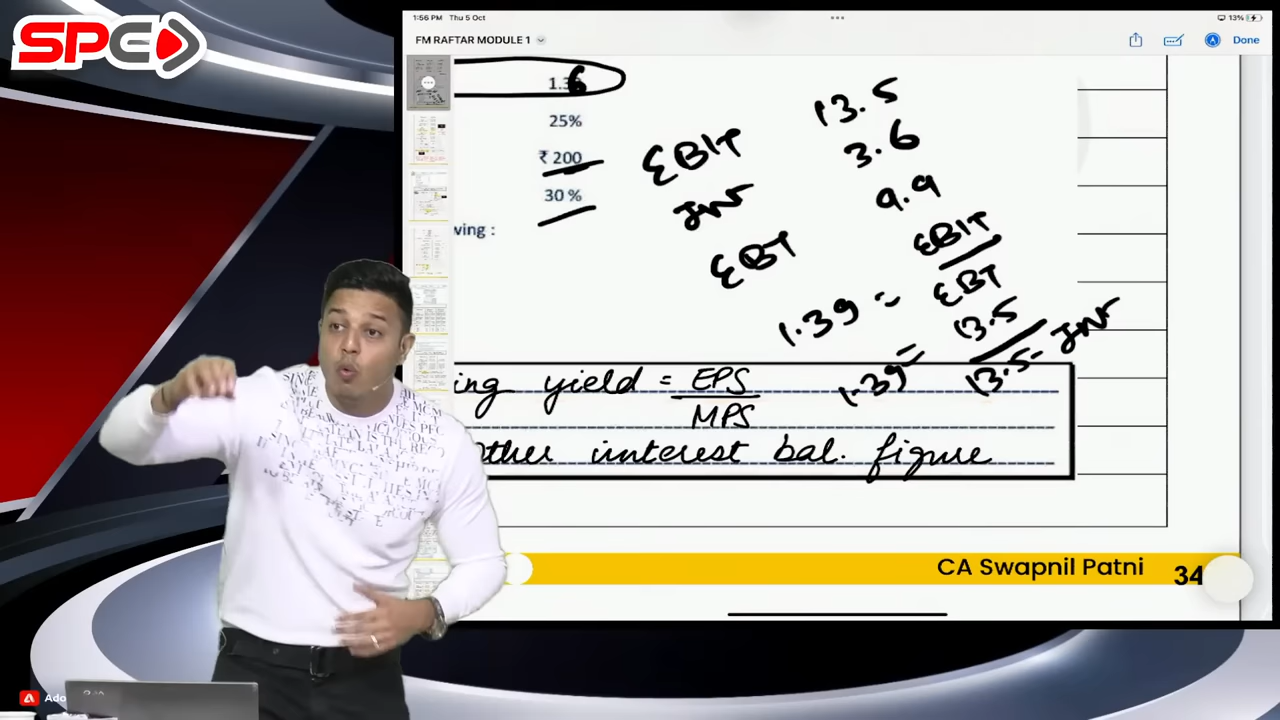 SPC
1:56 PM Thu 5 Oct
13%
FM RAFTAR MODULE 1
Done
1.36
25%
₹ 200
30 %
wing :
EBIT 13.5
Int 3.6
EBT 9.9
1.39 = EBIT
EBT
1.39 = 13.5
13.5 - Int
ing yield = EPS
MPS
other interest bal. figure
CA Swapnil Patni 34
Ado